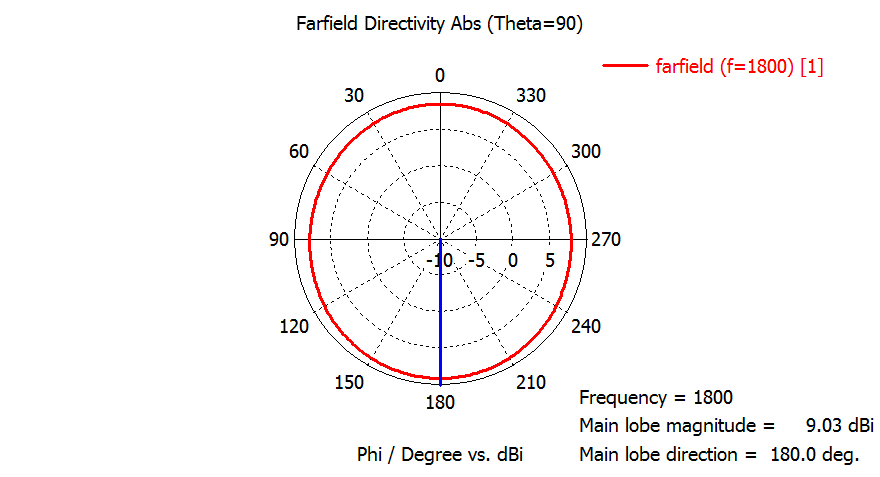 Farfield Directivity Abs (Theta=90)
farfield (f=1800) [1]
0
30
330
60
300
90
270
-10
-5
0
5
120
240
150
210
180
Frequency = 1800
Main lobe magnitude = 9.03 dBi
Phi / Degree vs. dBi
Main lobe direction = 180.0 deg.